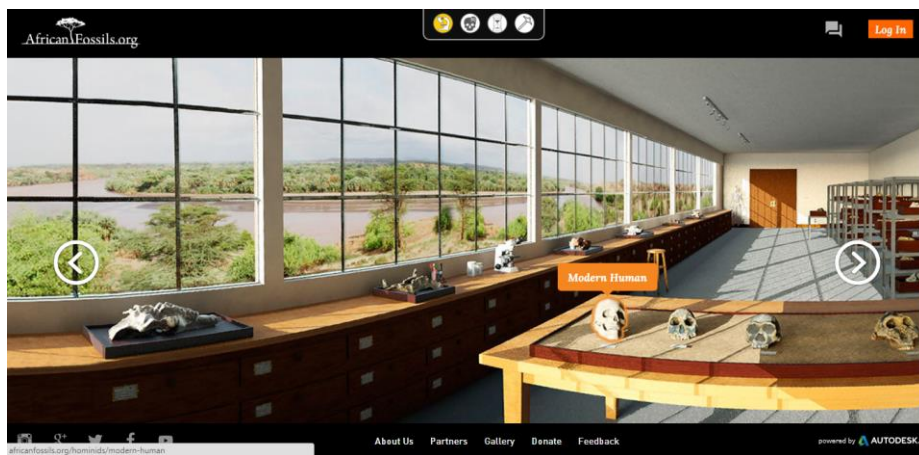 AfricanFossils.org
Log In
Modern Human
About Us Partners Gallery Donate Feedback
powered by AUTODESK
africanfossils.org/hominids/modern-human